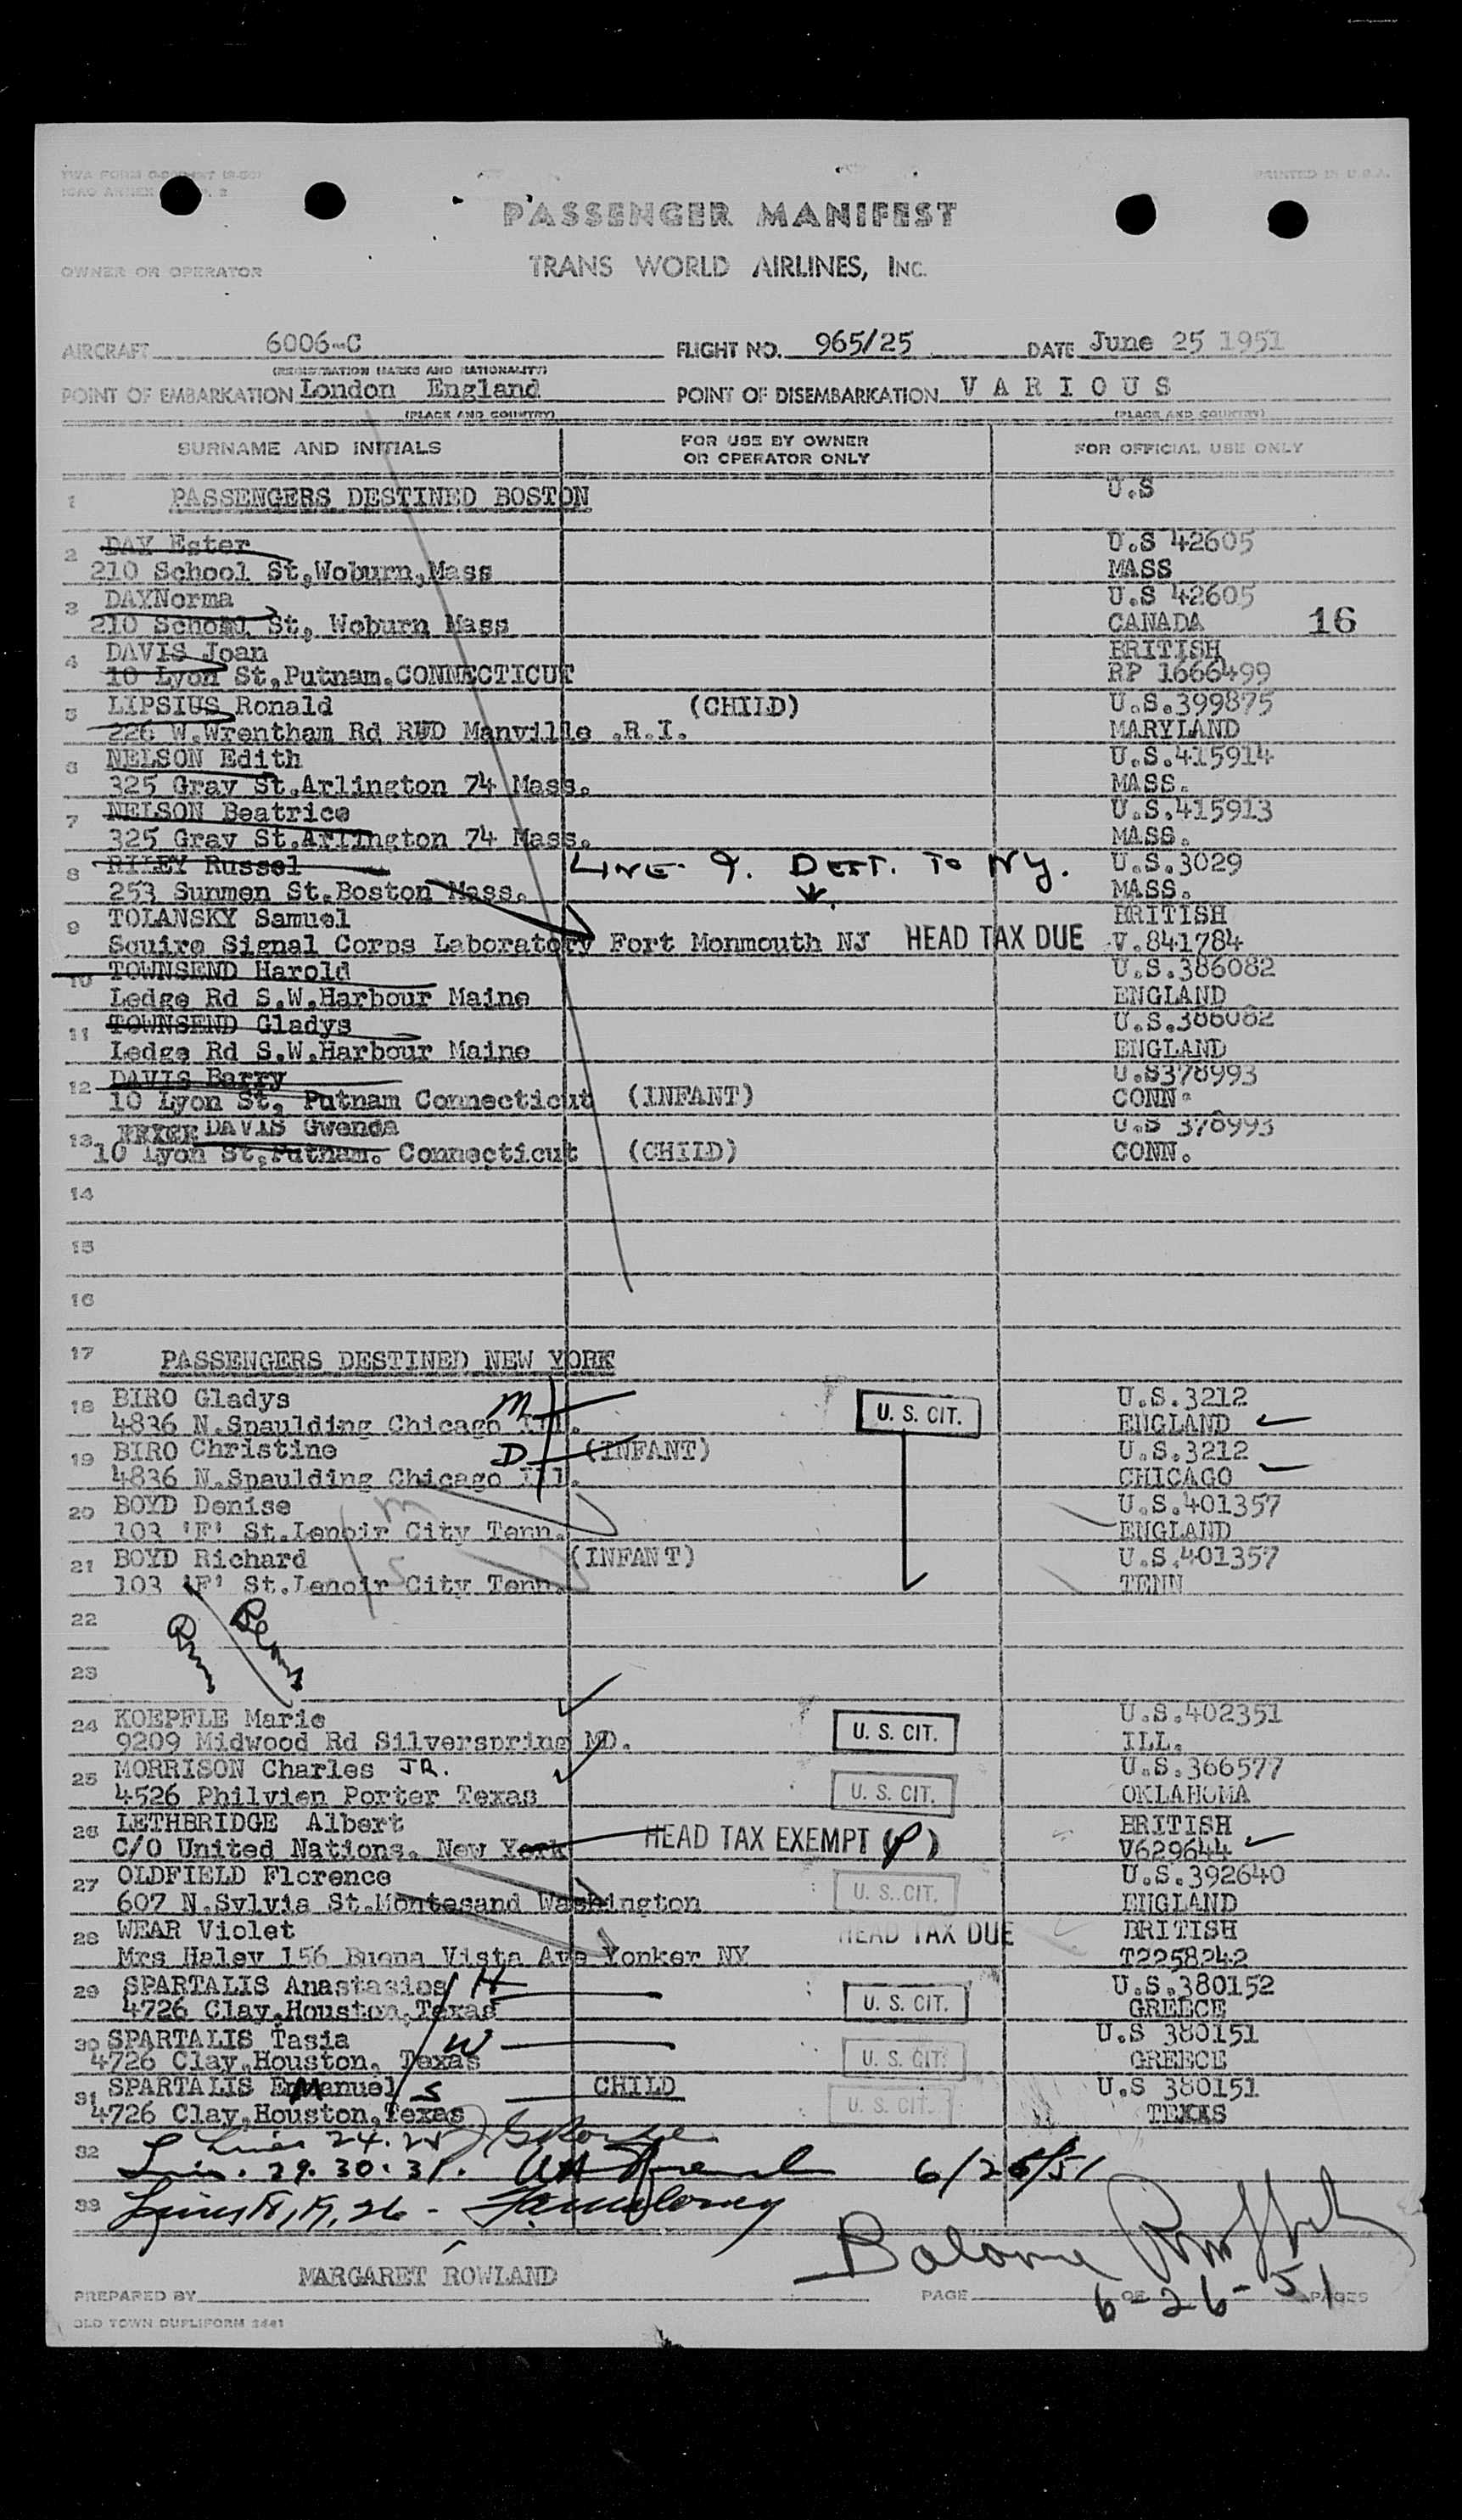 PRINTED IN U.S.A.
PASSENGER MANIFEST
TRANS WORLD AIRLINES, INC.
OWNER OR OPERATOR
AIRCRAFT 6006-C FLIGHT NO. 965/25 DATE June 25 1951
(REGISTRATION MARKS AND NATIONALITY)
POINT OF EMBARKATION London England POINT OF DISEMBARKATION V A R I O U S
(PLACE AND COUNTRY) (PLACE AND COUNTRY)
SURNAME AND INITIALS FOR USE BY OWNER OR OPERATOR ONLY FOR OFFICIAL USE ONLY
1 PASSENGERS DESTINED BOSTON U.S
2 DAY Ester U.S 42605
210 School St,Woburn,Mass MASS
3 DAYNorma U.S 42605
210 School St, Woburn Mass CANADA 16
4 DAVIS Joan BRITISH
10 Lyon St,Putnam.CONNECTICUT RP 1666499
5 LIPSIUS Ronald (CHILD) U.S.399875
226 W.Wrentham Rd RUD Manville .R.I. MARYLAND
6 NELSON Edith U.S.415914
325 Gray St.Arlington 74 Mass. MASS.
7 NELSON Beatrice U.S.415913
325 Gray St.Arlington 74 Mass. MASS.
8 RILEY Russel LINE 9. DEST. TO NY. U.S.3029
253 Sunmen St.Boston Mass. MASS.
9 TOLANSKY Samuel BRITISH
Squire Signal Corps Laboratory Fort Monmouth NJ HEAD TAX DUE V.841784
10 TOWNSEND Harold U.S.386082
Ledge Rd S.W.Harbour Maine ENGLAND
11 TOWNSEND Gladys U.S.386082
Ledge Rd S.W.Harbour Maine ENGLAND
12 DAVIS Barry U.S378993
10 Lyon St, Putnam Connecticut (INFANT) CONN.
13 DAVIS Gwenda U.S 378993
10 Lyon St,Putnam. Connecticut (CHILD) CONN.
14
15
16
17 PASSENGERS DESTINED NEW YORK
18 BIRO Gladys M U. S. CIT. U.S.3212
4836 N.Spaulding Chicago Ill. ENGLAND
19 BIRO Christine D (INFANT) U.S.3212
4836 N.Spaulding Chicago Ill. CHICAGO
20 BOYD Denise M U.S.401357
103 'F' St.Lenoir City Tenn. ENGLAND
21 BOYD Richard (INFANT) U.S.401357
103 'F' St.Lenoir City Tenn. S TENN
22
23
24 KOEPFLE Marie U. S. CIT. U.S.402351
9209 Midwood Rd Silverspring MD. ILL.
25 MORRISON Charles JR. U. S. CIT. U.S.366577
4526 Philvien Porter Texas OKLAHOMA
26 LETHBRIDGE Albert HEAD TAX EXEMPT BRITISH
C/O United Nations. New York V629644
27 OLDFIELD Florence U. S. CIT. U.S.392640
607 N.Sylvia St.Montesand Washington ENGLAND
28 WEAR Violet HEAD TAX DUE BRITISH
Mrs Haley 156 Buena Vista Ave Yonker NY T2258242
29 SPARTALIS Anastasios H U. S. CIT. U.S.380152
4726 Clay,Houston,Texas GREECE
30 SPARTALIS Tasia W U. S. CIT. U.S 380151
4726 Clay,Houston, Texas GREECE
31 SPARTALIS Emmanuel S CHILD U. S. CIT. U.S 380151
4726 Clay,Houston,Texas TEXAS
Lines 24.25
32 Lin. 29.30.31. 6/26/51
33
MARGARET ROWLAND
PREPARED BY PAGE OF PAGES
6-26-51
OLD TOWN DUPLIFORM 2441